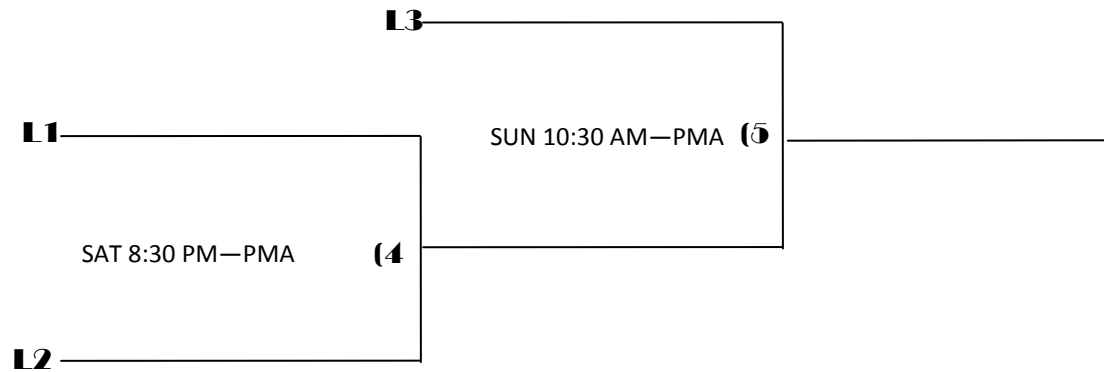 L3
L1
SUN 10:30 AM—PMA (5
SAT 8:30 PM—PMA (4
L2